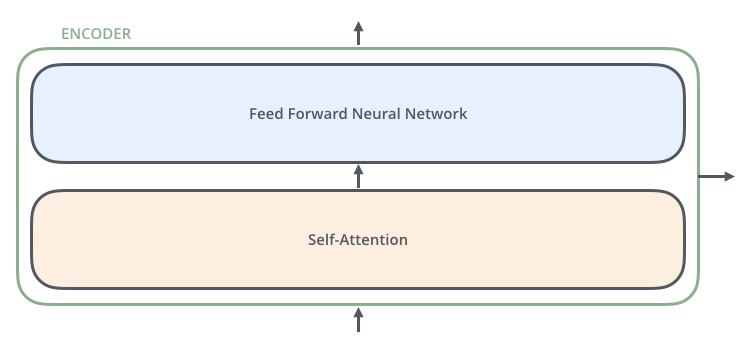 ENCODER
Feed Forward Neural Network
Self-Attention